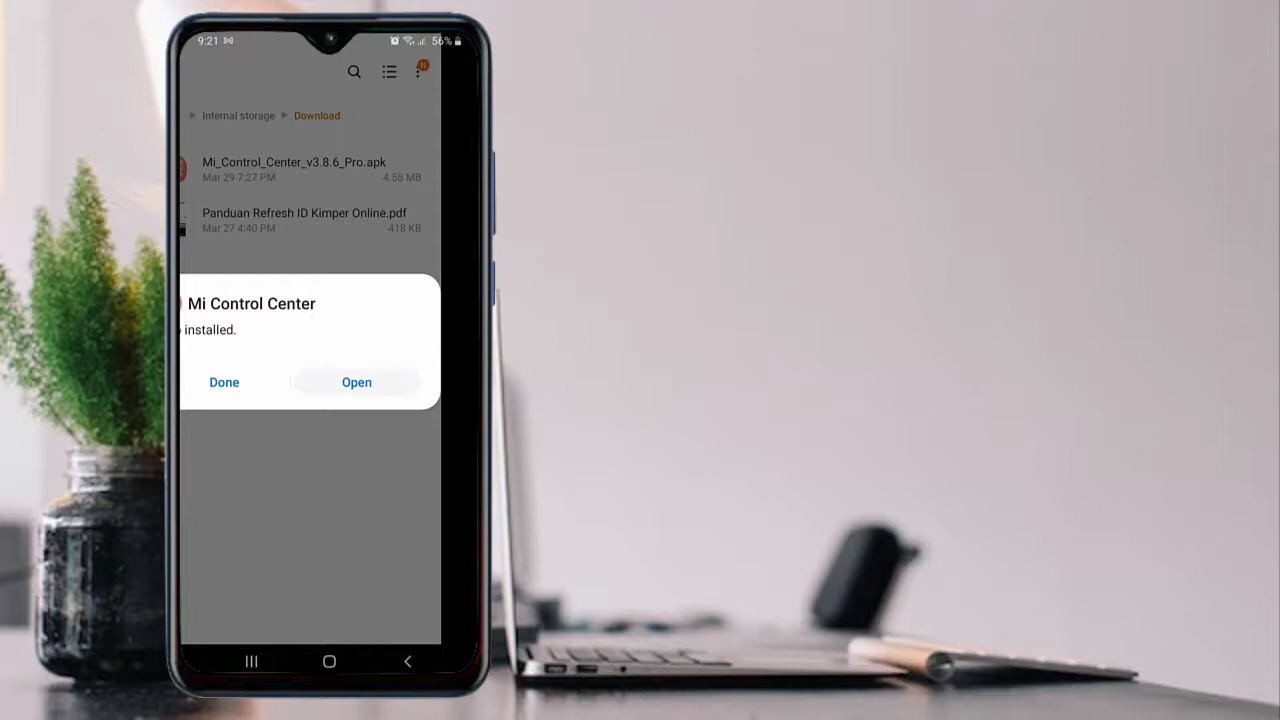 9:21 56%
N
Internal storage Download
Mi_Control_Center_v3.8.6_Pro.apk
Mar 29 7:27 PM 4.58 MB
Panduan Refresh ID Kimper Online.pdf
Mar 27 4:40 PM 418 KB
Mi Control Center
installed.
Done Open